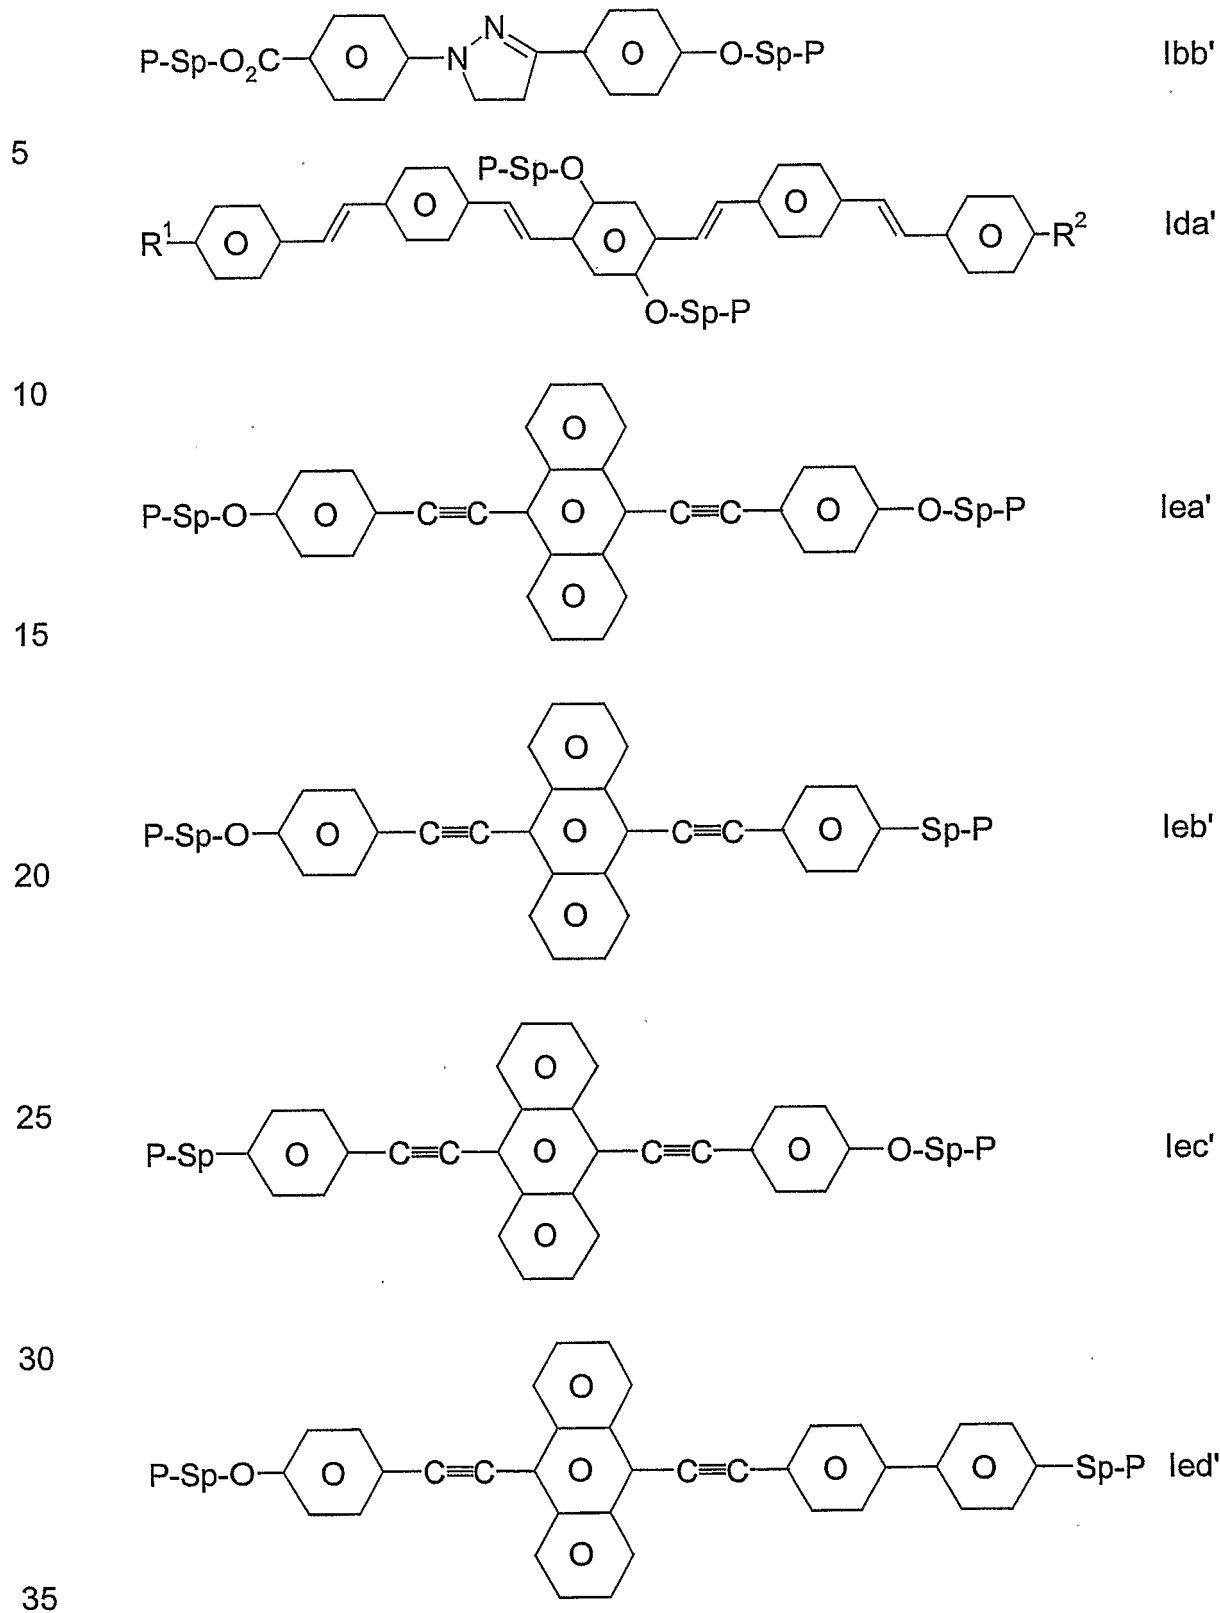 P-Sp-O₂C O N N O O-Sp-P Ibb'
5
P-Sp-O
R¹ O O O O O R² Ida'
O-Sp-P
10
O
P-Sp-O O C≡C O C≡C O O-Sp-P Iea'
O
15
O
P-Sp-O O C≡C O C≡C O Sp-P Ieb'
20
O
O
25
P-Sp O C≡C O C≡C O O-Sp-P Iec'
O
30
O
P-Sp-O O C≡C O C≡C O O Sp-P Ied'
O
35